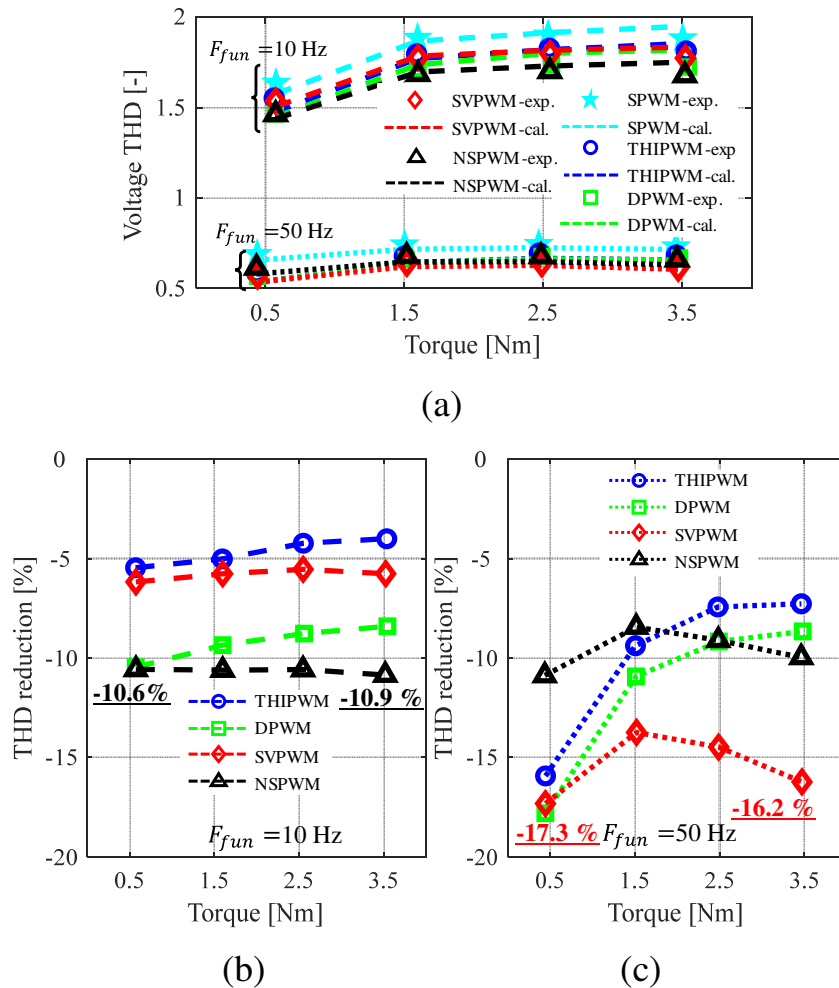 2
F_fun = 10 Hz
1.5
SVPWM-exp.
SPWM-exp.
SVPWM-cal.
SPWM-cal.
NSPWM-exp.
THIPWM-exp
NSPWM-cal.
THIPWM-cal.
1
DPWM-exp.
DPWM-cal.
F_fun = 50 Hz
0.5
Voltage THD [-]
0.5 1.5 2.5 3.5
Torque [Nm]
(a)
0
-5
-10
-15
-20
THD reduction [%]
-10.6%
-10.9 %
THIPWM
DPWM
SVPWM
NSPWM
F_fun = 10 Hz
0.5 1.5 2.5 3.5
Torque [Nm]
(b)
0
-5
-10
-15
-20
THD reduction [%]
THIPWM
DPWM
SVPWM
NSPWM
-16.2 %
-17.3 %
F_fun = 50 Hz
0.5 1.5 2.5 3.5
Torque [Nm]
(c)